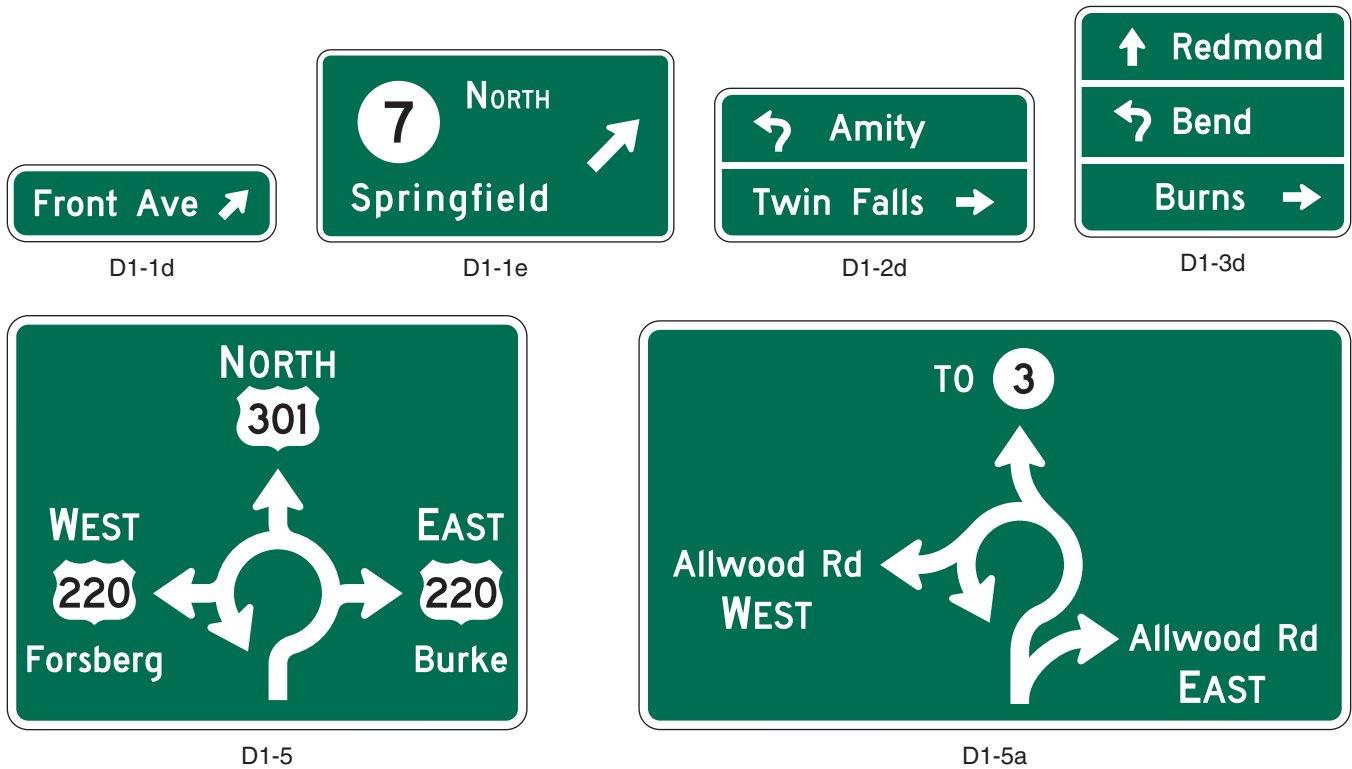 Front Ave
D1-1d
7 NORTH
Springfield
D1-1e
Amity
Twin Falls
D1-2d
Redmond
Bend
Burns
D1-3d
NORTH
301
WEST
220
Forsberg
EAST
220
Burke
D1-5
TO 3
Allwood Rd
WEST
Allwood Rd
EAST
D1-5a